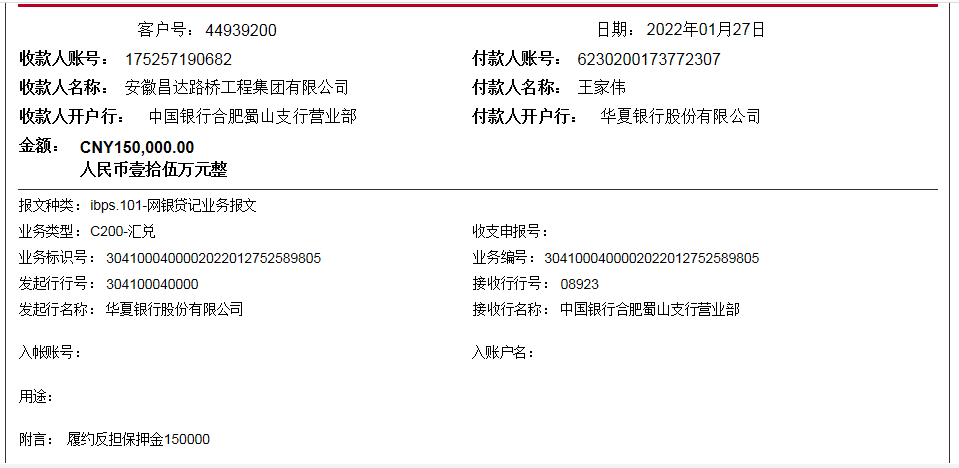 客户号： 44939200 日期： 2022年01月27日
收款人账号： 175257190682 付款人账号： 6230200173772307
收款人名称： 安徽昌达路桥工程集团有限公司 付款人名称： 王家伟
收款人开户行： 中国银行合肥蜀山支行营业部 付款人开户行： 华夏银行股份有限公司
金额： CNY150,000.00
人民币壹拾伍万元整
报文种类： ibps.101-网银贷记业务报文
业务类型： C200-汇兑 收支申报号：
业务标识号： 3041000400002022012752589805 业务编号： 3041000400002022012752589805
发起行行号： 304100040000 接收行行号： 08923
发起行名称： 华夏银行股份有限公司 接收行名称： 中国银行合肥蜀山支行营业部
入帐账号： 入账户名：
用途：
附言： 履约反担保押金150000